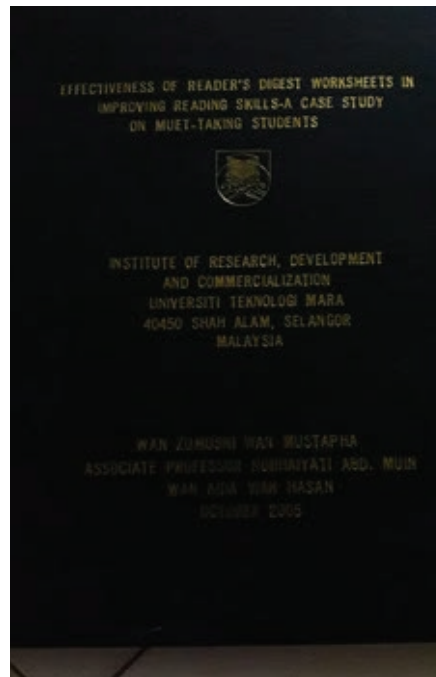 EFFECTIVENESS OF READER'S DIGEST WORKSHEETS IN
IMPROVING READING SKILLS-A CASE STUDY
ON MUET-TAKING STUDENTS
INSTITUTE OF RESEARCH, DEVELOPMENT
AND COMMERCIALIZATION
UNIVERSITI TEKNOLOGI MARA
40450 SHAH ALAM, SELANGOR
MALAYSIA
WAN ZUMUSNI WAN MUSTAPHA
ASSOCIATE PROFESSOR ABD. MUIN
WAN WAN HASAN
OCTOBER 2005